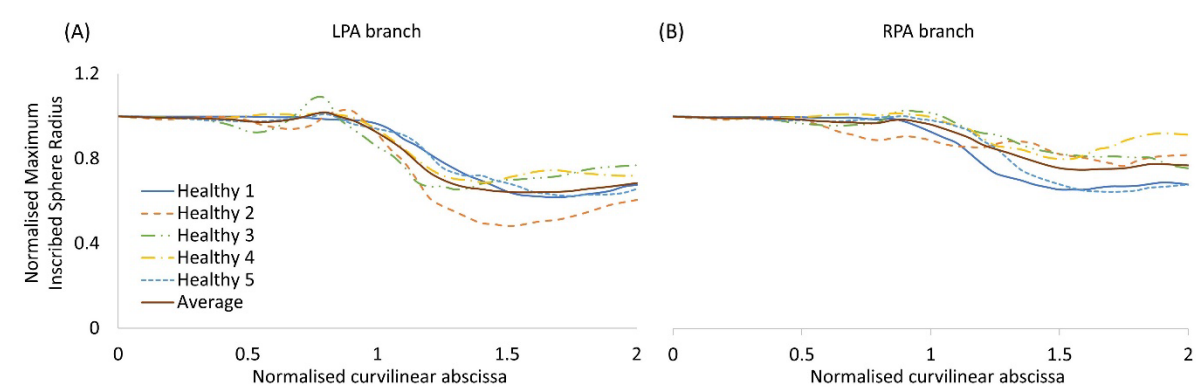 (A)
LPA branch
Normalised Maximum
Inscribed Sphere Radius
1.2
0.8
0.4
0
Healthy 1
Healthy 2
Healthy 3
Healthy 4
Healthy 5
Average
0
0.5
1
1.5
2
Normalised curvilinear abscissa
(B)
RPA branch
0
0.5
1
1.5
2
Normalised curvilinear abscissa